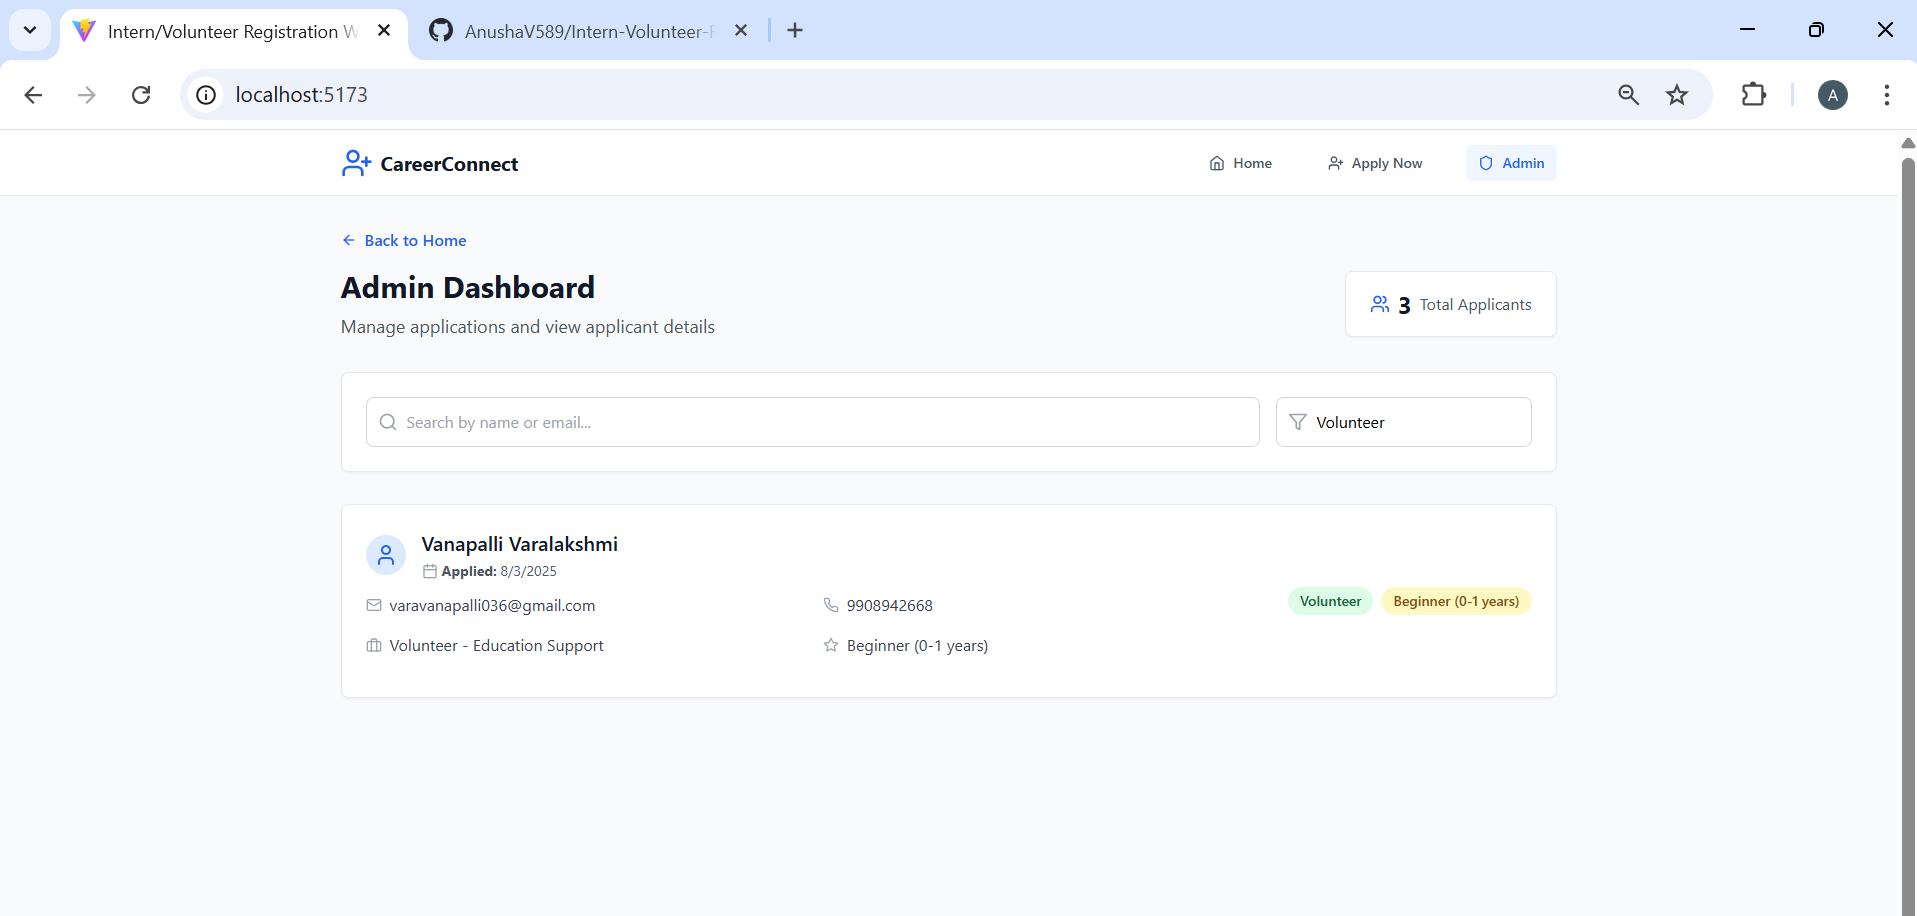 Intern/Volunteer Registration W
AnushaV589/Intern-Volunteer-R
localhost:5173
A
CareerConnect
Home
Apply Now
Admin
Back to Home
Admin Dashboard
3 Total Applicants
Manage applications and view applicant details
Search by name or email...
Volunteer
Vanapalli Varalakshmi
Applied: 8/3/2025
varavanapalli036@gmail.com
9908942668
Volunteer
Beginner (0-1 years)
Volunteer - Education Support
Beginner (0-1 years)